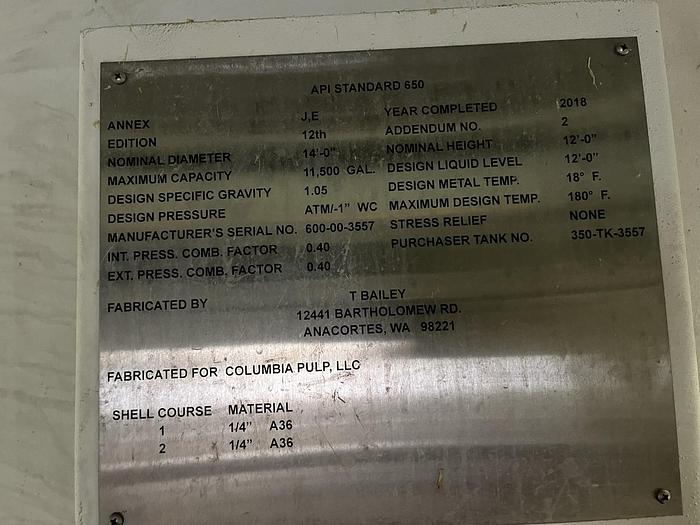 API STANDARD 650
ANNEX J,E YEAR COMPLETED 2018
EDITION 12th ADDENDUM NO. 2
NOMINAL DIAMETER 14'-0" NOMINAL HEIGHT 12'-0"
MAXIMUM CAPACITY 11,500 GAL. DESIGN LIQUID LEVEL 12'-0"
DESIGN SPECIFIC GRAVITY 1.05 DESIGN METAL TEMP. 18° F.
DESIGN PRESSURE ATM/-1" WC MAXIMUM DESIGN TEMP. 180° F.
MANUFACTURER'S SERIAL NO. 600-00-3557 STRESS RELIEF NONE
INT. PRESS. COMB. FACTOR 0.40 PURCHASER TANK NO. 350-TK-3557
EXT. PRESS. COMB. FACTOR 0.40
FABRICATED BY T BAILEY
12441 BARTHOLOMEW RD.
ANACORTES, WA 98221
FABRICATED FOR COLUMBIA PULP, LLC
SHELL COURSE MATERIAL
1 1/4" A36
2 1/4" A36